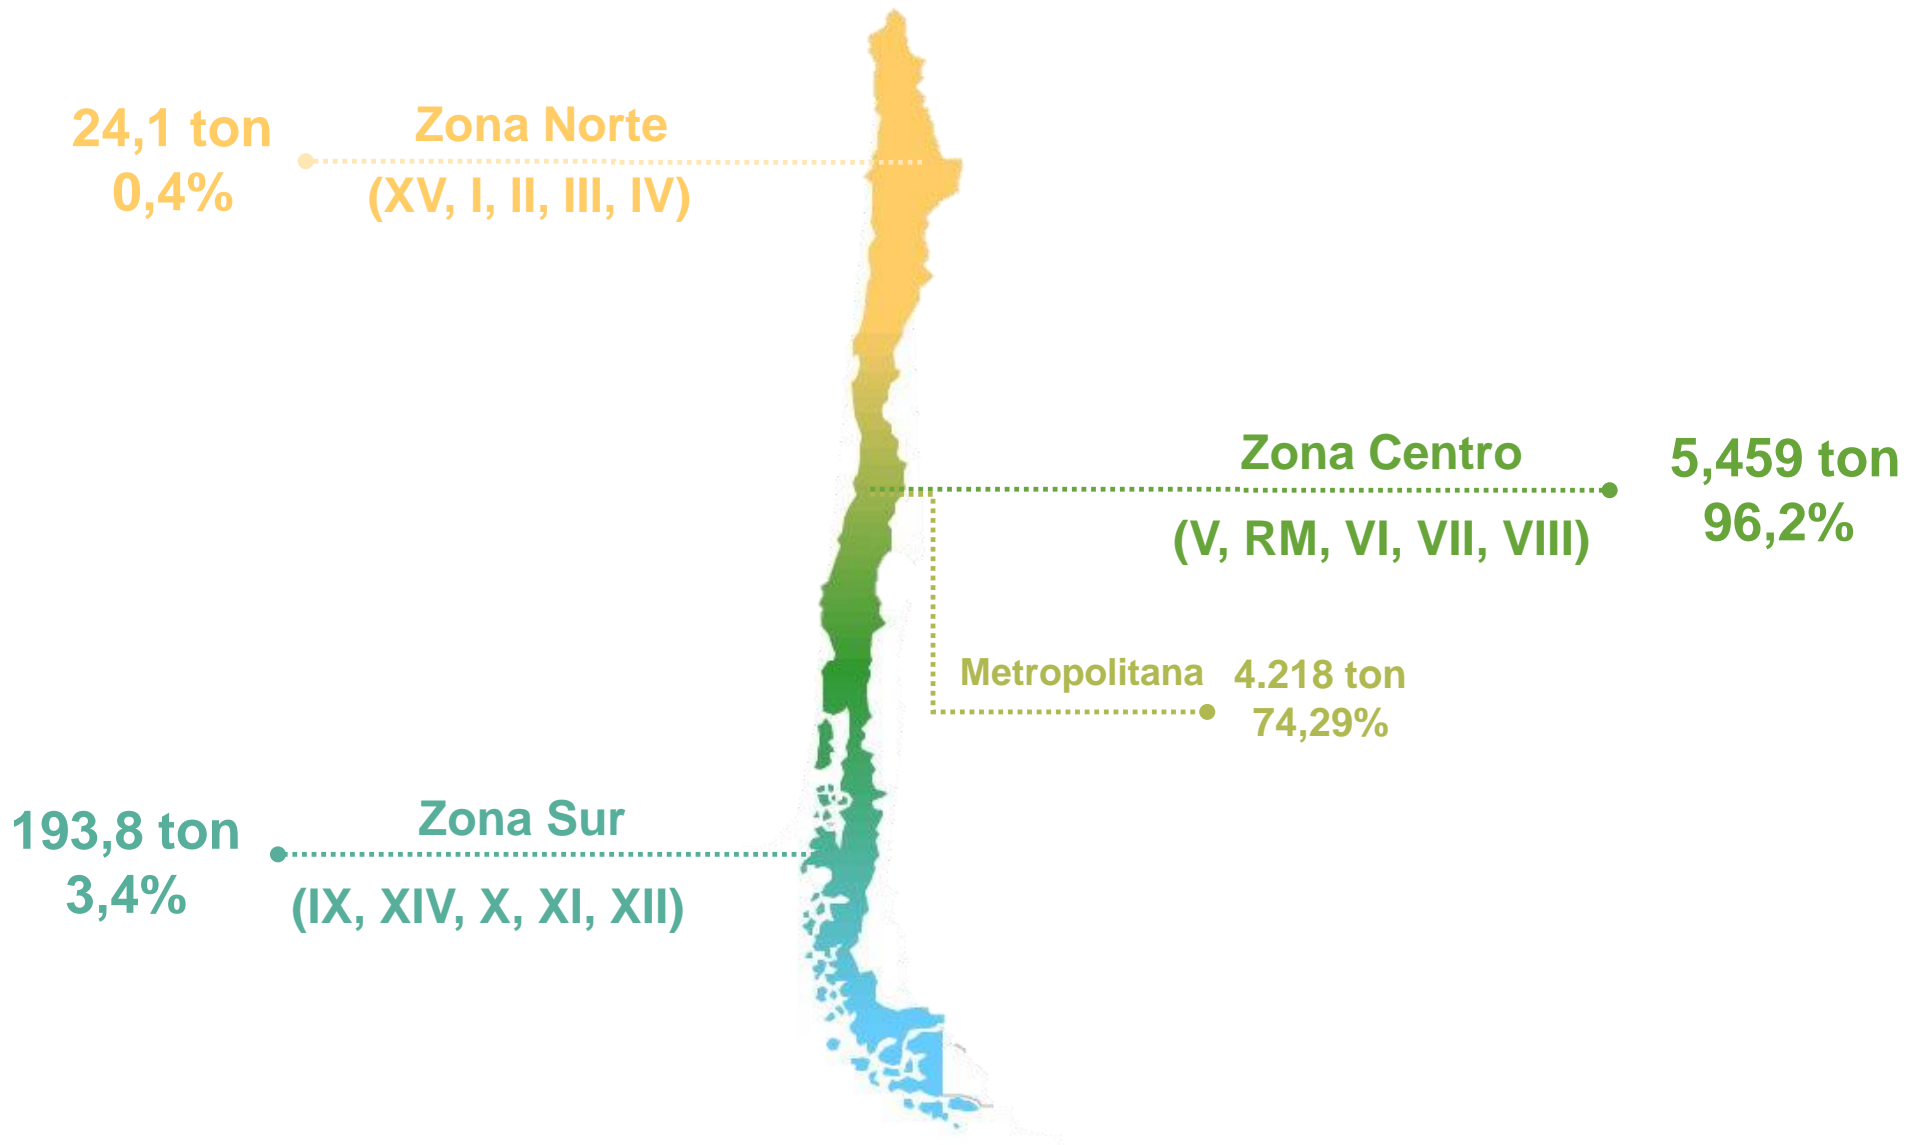 24,1 ton
0,4%
Zona Norte
(XV, I, II, III, IV)
Zona Centro
(V, RM, VI, VII, VIII)
5,459 ton
96,2%
Metropolitana
4.218 ton
74,29%
193,8 ton
3,4%
Zona Sur
(IX, XIV, X, XI, XII)